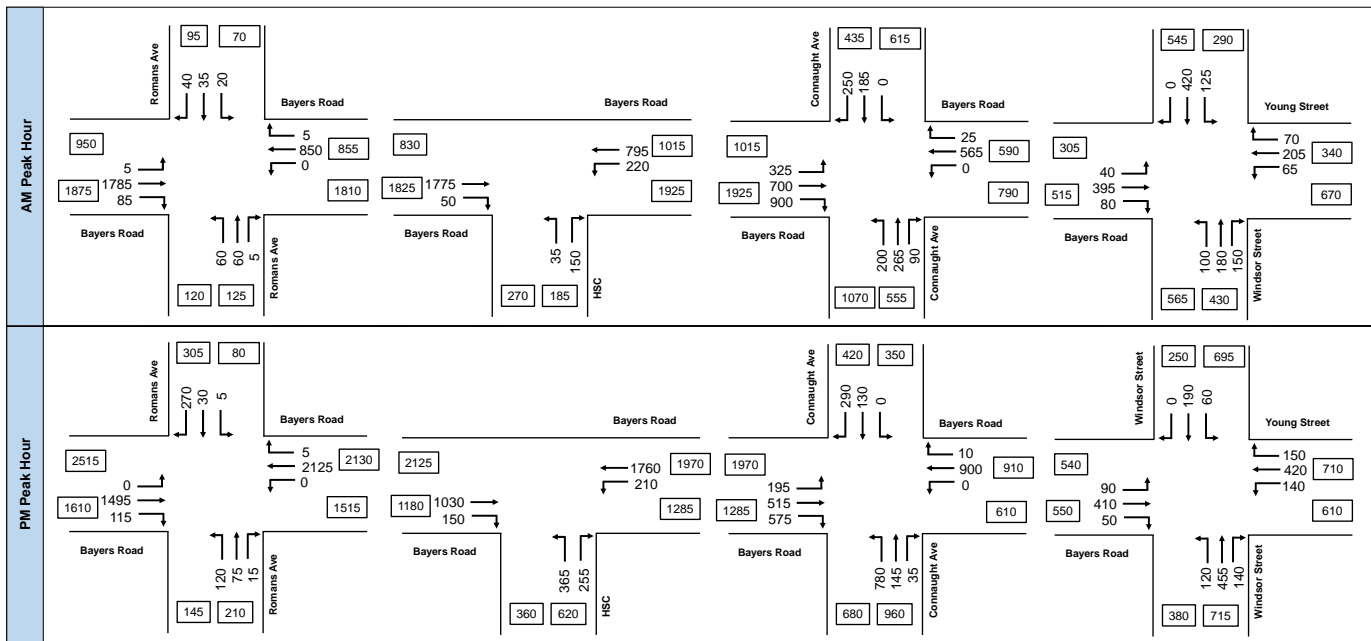 AM Peak Hour
Romans Ave
95 70
40 35 20
Bayers Road
950
5
850 855
0
5
1875 1785
85
1810
Bayers Road
60 60 5
Romans Ave
120 125
Bayers Road
830
795 1015
220
1825 1775
50
1925
Bayers Road
35 150
HSC
270 185
Connaught Ave
435 615
250 185 0
Bayers Road
1015
25
565 590
0
325
1925 700
900
790
Bayers Road
200 265 90
Connaught Ave
1070 555
545 290
0 420 125
Young Street
305
70
205 340
65
40
515 395
80
670
Bayers Road
100 180 150
Windsor Street
565 430
PM Peak Hour
Romans Ave
305 80
270 30 5
Bayers Road
2515
5
2125 2130
0
0
1610 1495
115
1515
Bayers Road
120 75 15
Romans Ave
145 210
Bayers Road
2125
1760 1970
210
1180 1030
150
1285
Bayers Road
365 255
HSC
360 620
Connaught Ave
420 350
290 130 0
Bayers Road
1970
10
900 910
0
195
1285 515
575
610
Bayers Road
780 145 35
Connaught Ave
680 960
Windsor Street
250 695
0 190 60
Young Street
540
150
420 710
140
90
550 410
50
610
Bayers Road
120 455 140
Windsor Street
380 715